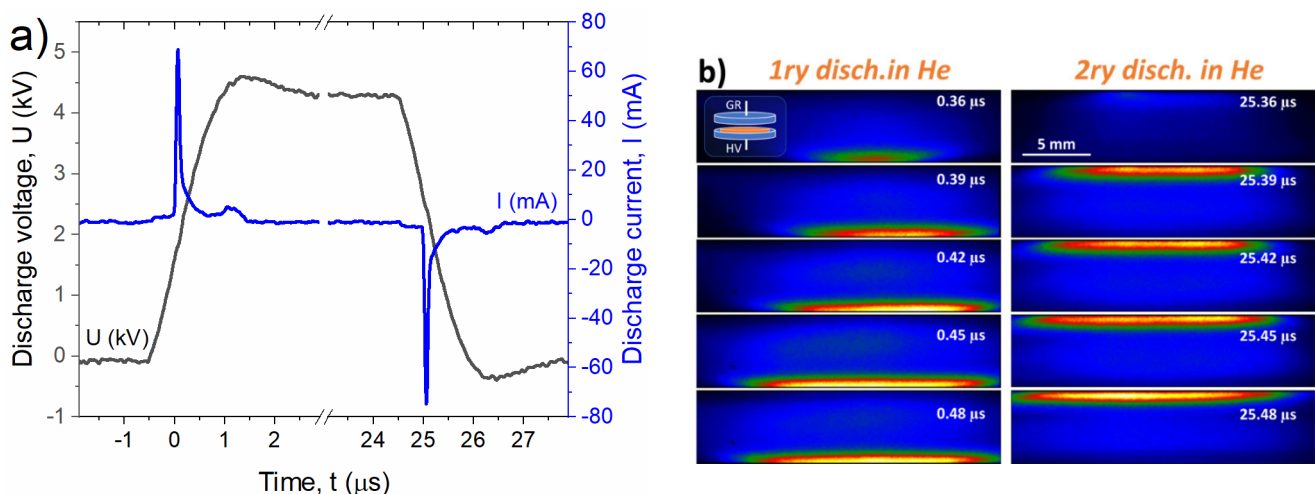 a)
Discharge voltage, U (kV)
5
4
3
2
1
0
-1
U (kV)
I (mA)
80
60
40
20
0
-20
-40
-60
-80
Discharge current, I (mA)
-1 0 1 2 24 25 26 27
Time, t (µs)
b)
1ry disch.in He
2ry disch. in He
GR
HV
0.36 µs
25.36 µs
5 mm
0.39 µs
25.39 µs
0.42 µs
25.42 µs
0.45 µs
25.45 µs
0.48 µs
25.48 µs